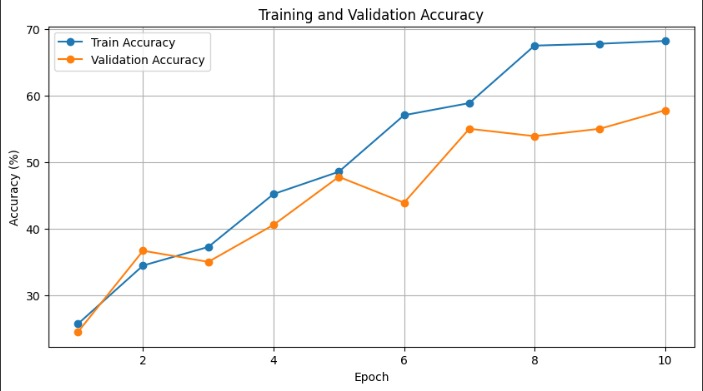 Training and Validation Accuracy
Train Accuracy
Validation Accuracy
Accuracy (%)
70
60
50
40
30
2 4 6 8 10
Epoch